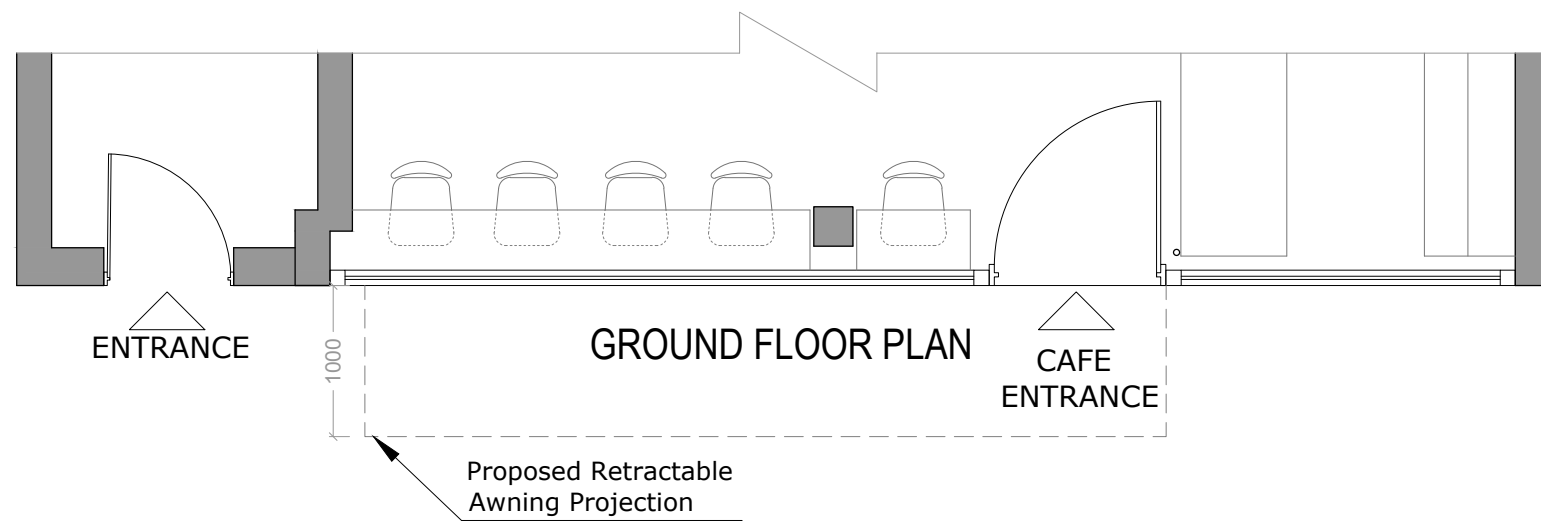 ENTRANCE
1000
GROUND FLOOR PLAN
CAFE
ENTRANCE
Proposed Retractable
Awning Projection